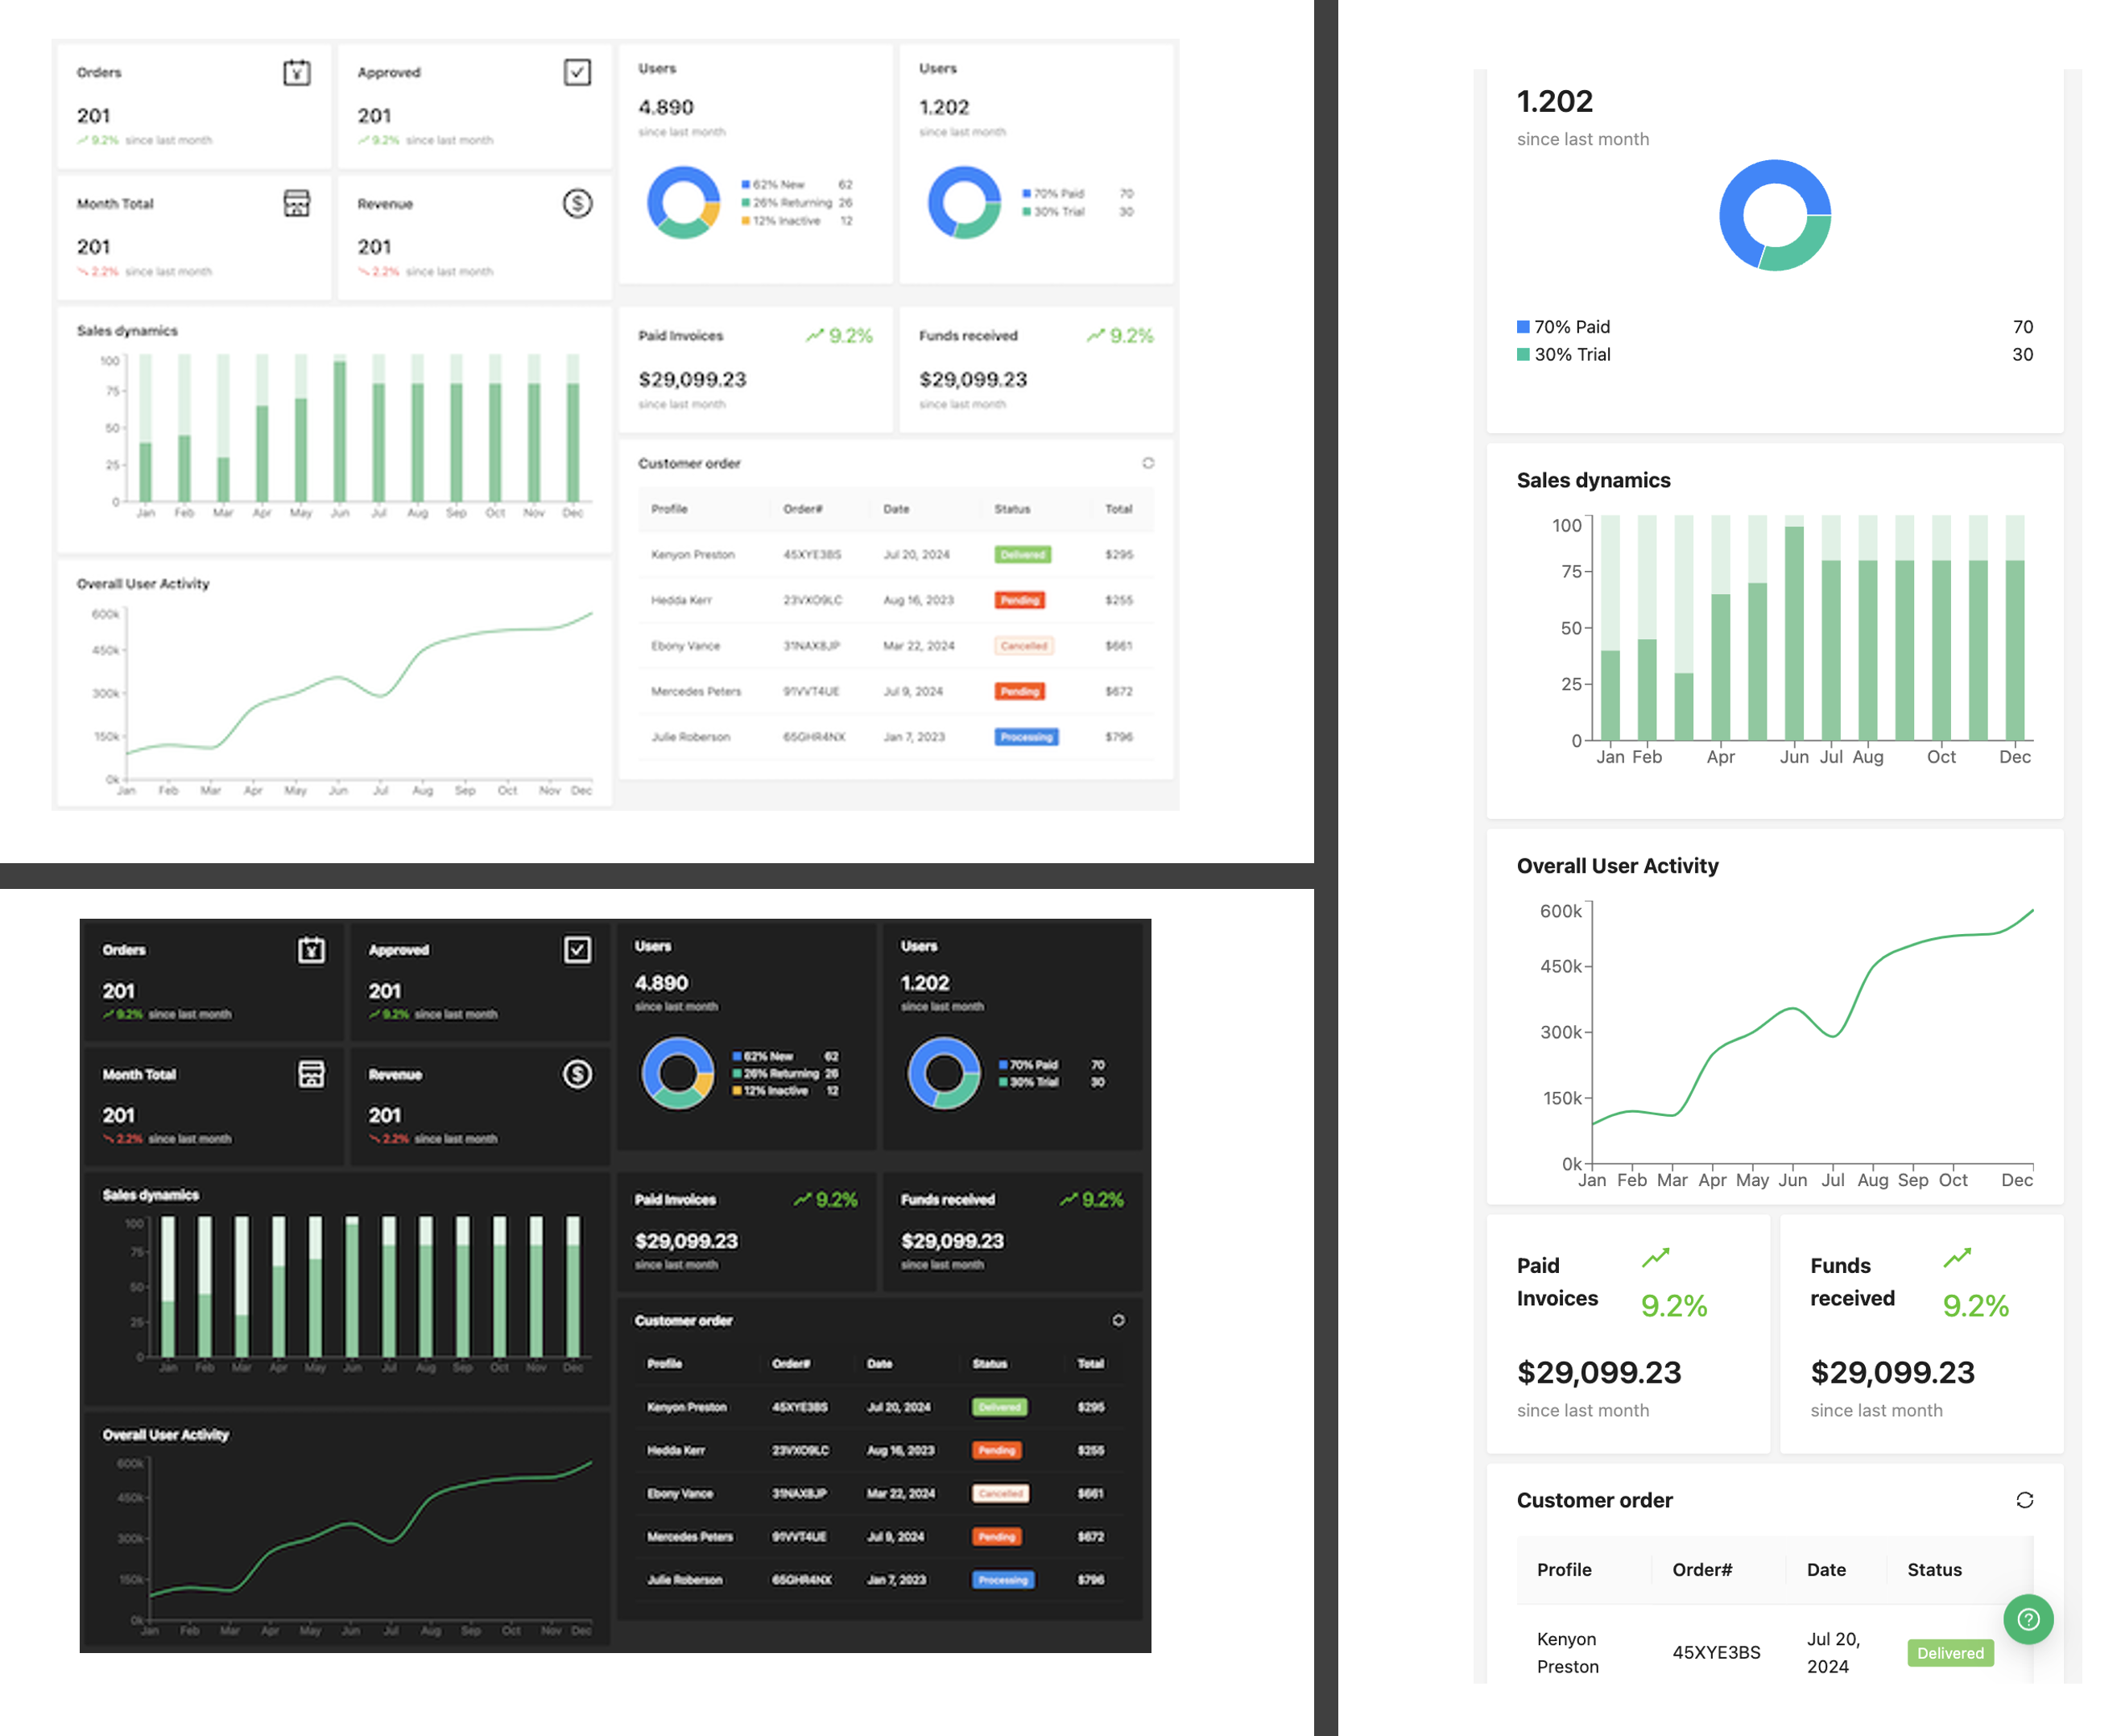 Orders
201
9.2% since last month
Approved
201
9.2% since last month
Month Total
201
2.2% since last month
Revenue
201
2.2% since last month
Users
4.890
since last month
62% New 62
26% Returning 26
12% Inactive 12
Users
1.202
since last month
70% Paid 70
30% Trial 30
Sales dynamics
100
75
50
25
0
Jan Feb Mar Apr May Jun Jul Aug Sep Oct Nov Dec
Overall User Activity
600k
450k
300k
150k
0k
Jan Feb Mar Apr May Jun Jul Aug Sep Oct Nov Dec
Paid Invoices 9.2%
$29,099.23
since last month
Funds received 9.2%
$29,099.23
since last month
Customer order
Profile Order# Date Status Total
Kenyon Preston 45XYE3BS Jul 20, 2024 Delivered $295
Hedda Kerr 23VXO9LC Aug 16, 2023 Pending $255
Ebony Vance 31NAX8JP Mar 22, 2024 Cancelled $661
Mercedes Peters 91VVT4UE Jul 9, 2024 Pending $672
Julie Roberson 65GHR4NX Jan 7, 2023 Processing $796
Orders
201
9.2% since last month
Approved
201
9.2% since last month
Month Total
201
2.2% since last month
Revenue
201
2.2% since last month
Users
4.890
since last month
62% New 62
26% Returning 26
12% Inactive 12
Users
1.202
since last month
70% Paid 70
30% Trial 30
Sales dynamics
100
75
50
25
0
Jan Feb Mar Apr May Jun Jul Aug Sep Oct Nov Dec
Overall User Activity
600k
450k
300k
150k
0k
Jan Feb Mar Apr May Jun Jul Aug Sep Oct Nov Dec
Paid Invoices 9.2%
$29,099.23
since last month
Funds received 9.2%
$29,099.23
since last month
Customer order
Profile Order# Date Status Total
Kenyon Preston 45XYE3BS Jul 20, 2024 Delivered $295
Hedda Kerr 23VXO9LC Aug 16, 2023 Pending $255
Ebony Vance 31NAX8JP Mar 22, 2024 Cancelled $661
Mercedes Peters 91VVT4UE Jul 9, 2024 Pending $672
Julie Roberson 65GHR4NX Jan 7, 2023 Processing $796
1.202
since last month
70% Paid 70
30% Trial 30
Sales dynamics
100
75
50
25
0
Jan Feb Apr Jun Jul Aug Oct Dec
Overall User Activity
600k
450k
300k
150k
0k
Jan Feb Mar Apr May Jun Jul Aug Sep Oct Dec
Paid
Invoices
9.2%
$29,099.23
since last month
Funds
received
9.2%
$29,099.23
since last month
Customer order
Profile Order# Date Status
Kenyon
Preston
45XYE3BS
Jul 20,
2024
Delivered